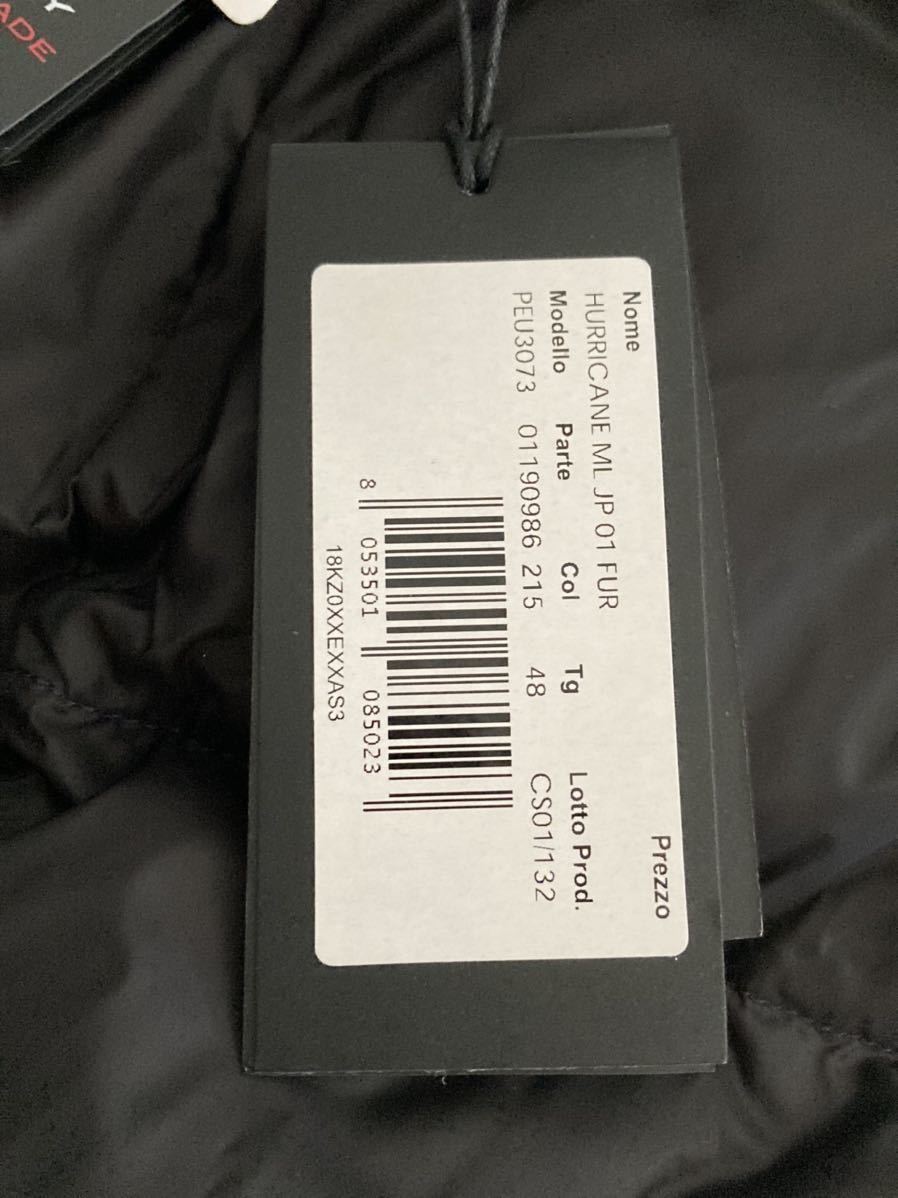 Y
ADE
Nome Prezzo
HURRICANE ML JP 01 FUR
Modello Parte Col Tg Lotto Prod.
PEU3073 01190986 215 48 CS01/132
8 053501 085023
18KZ0XXEXXAS3